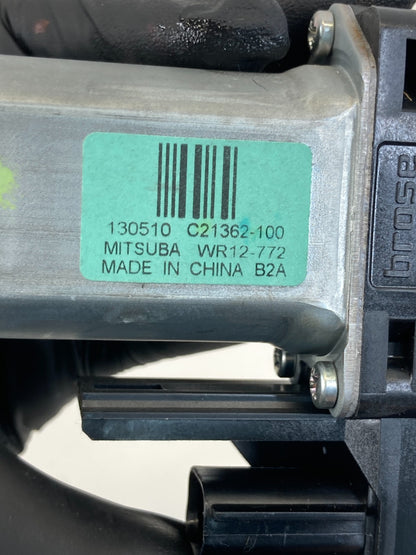 130510 C21362-100
MITSUBA WR12-772
MADE IN CHINA B2A
brose